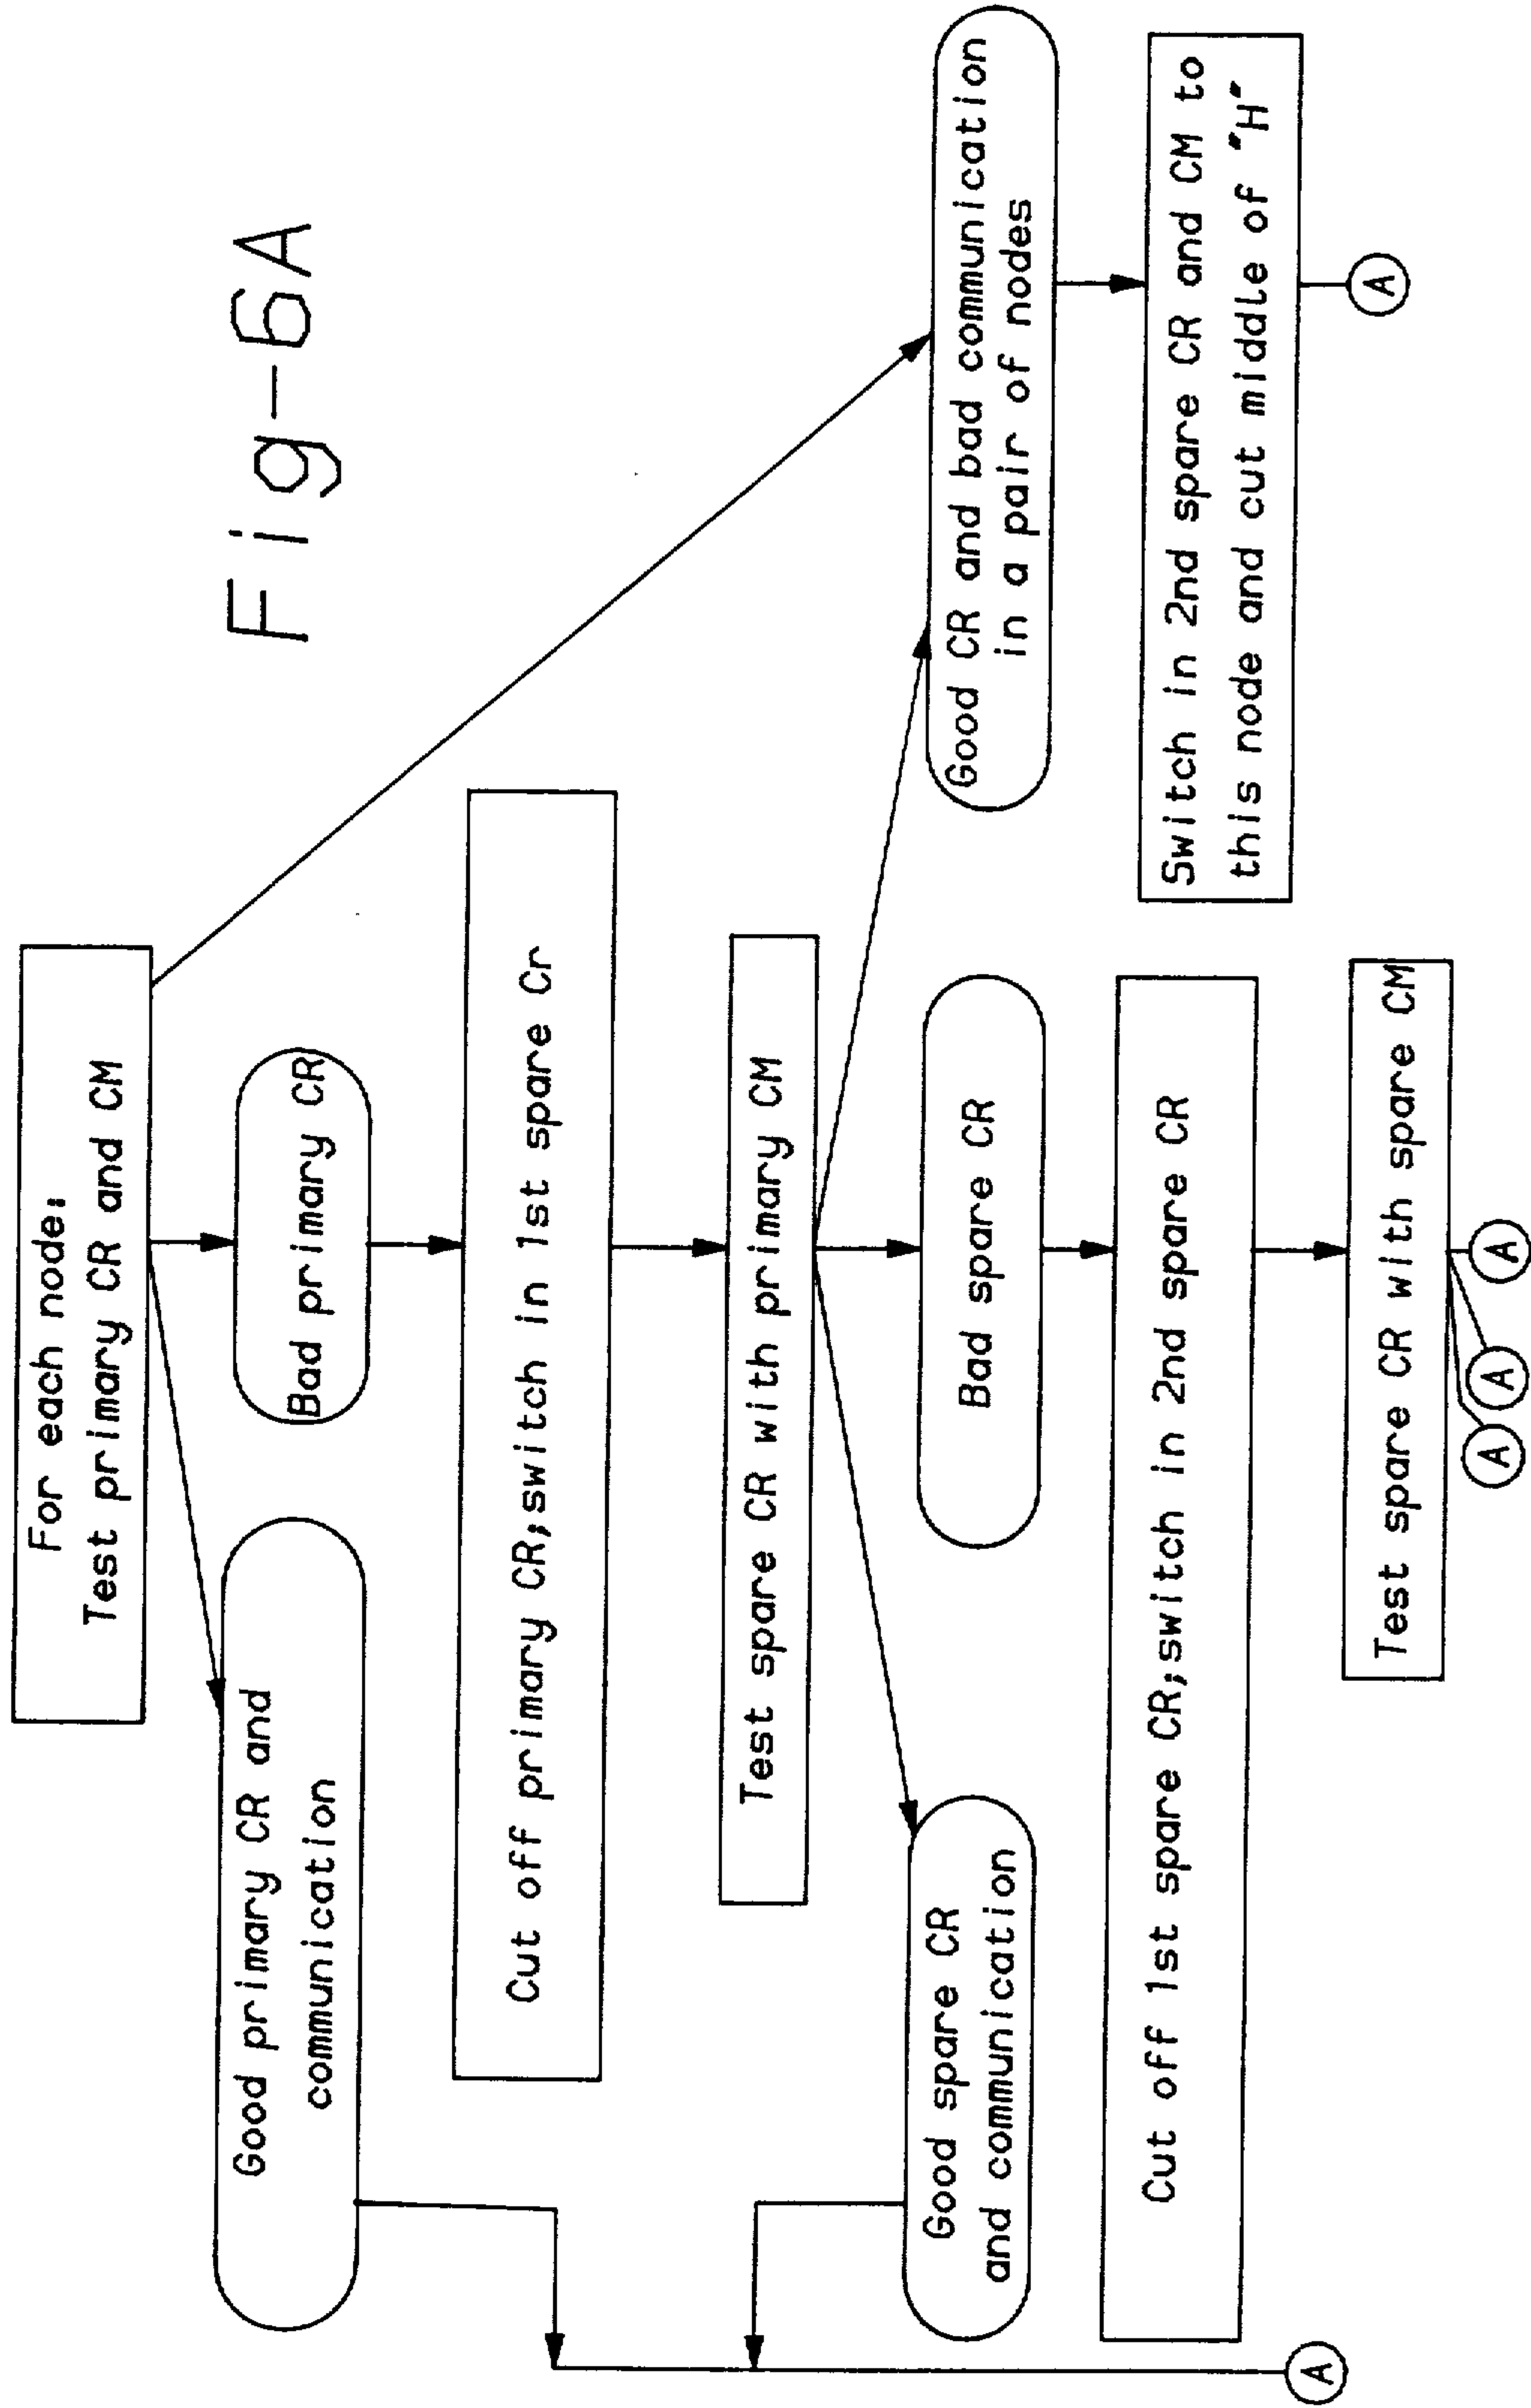 Fig-6A
For each node:
Test primary CR and CM
Good primary CR and
communication
Bad primary CR
Cut off primary CR;switch in 1st spare Cr
Test spare CR with primary CM
Good spare CR
and communication
Bad spare CR
Good CR and bad communication
in a pair of nodes
Cut off 1st spare CR;switch in 2nd spare CR
Switch in 2nd spare CR and CM to
this node and cut middle of "H"
Test spare CR with spare CM
A
A
A
A
A